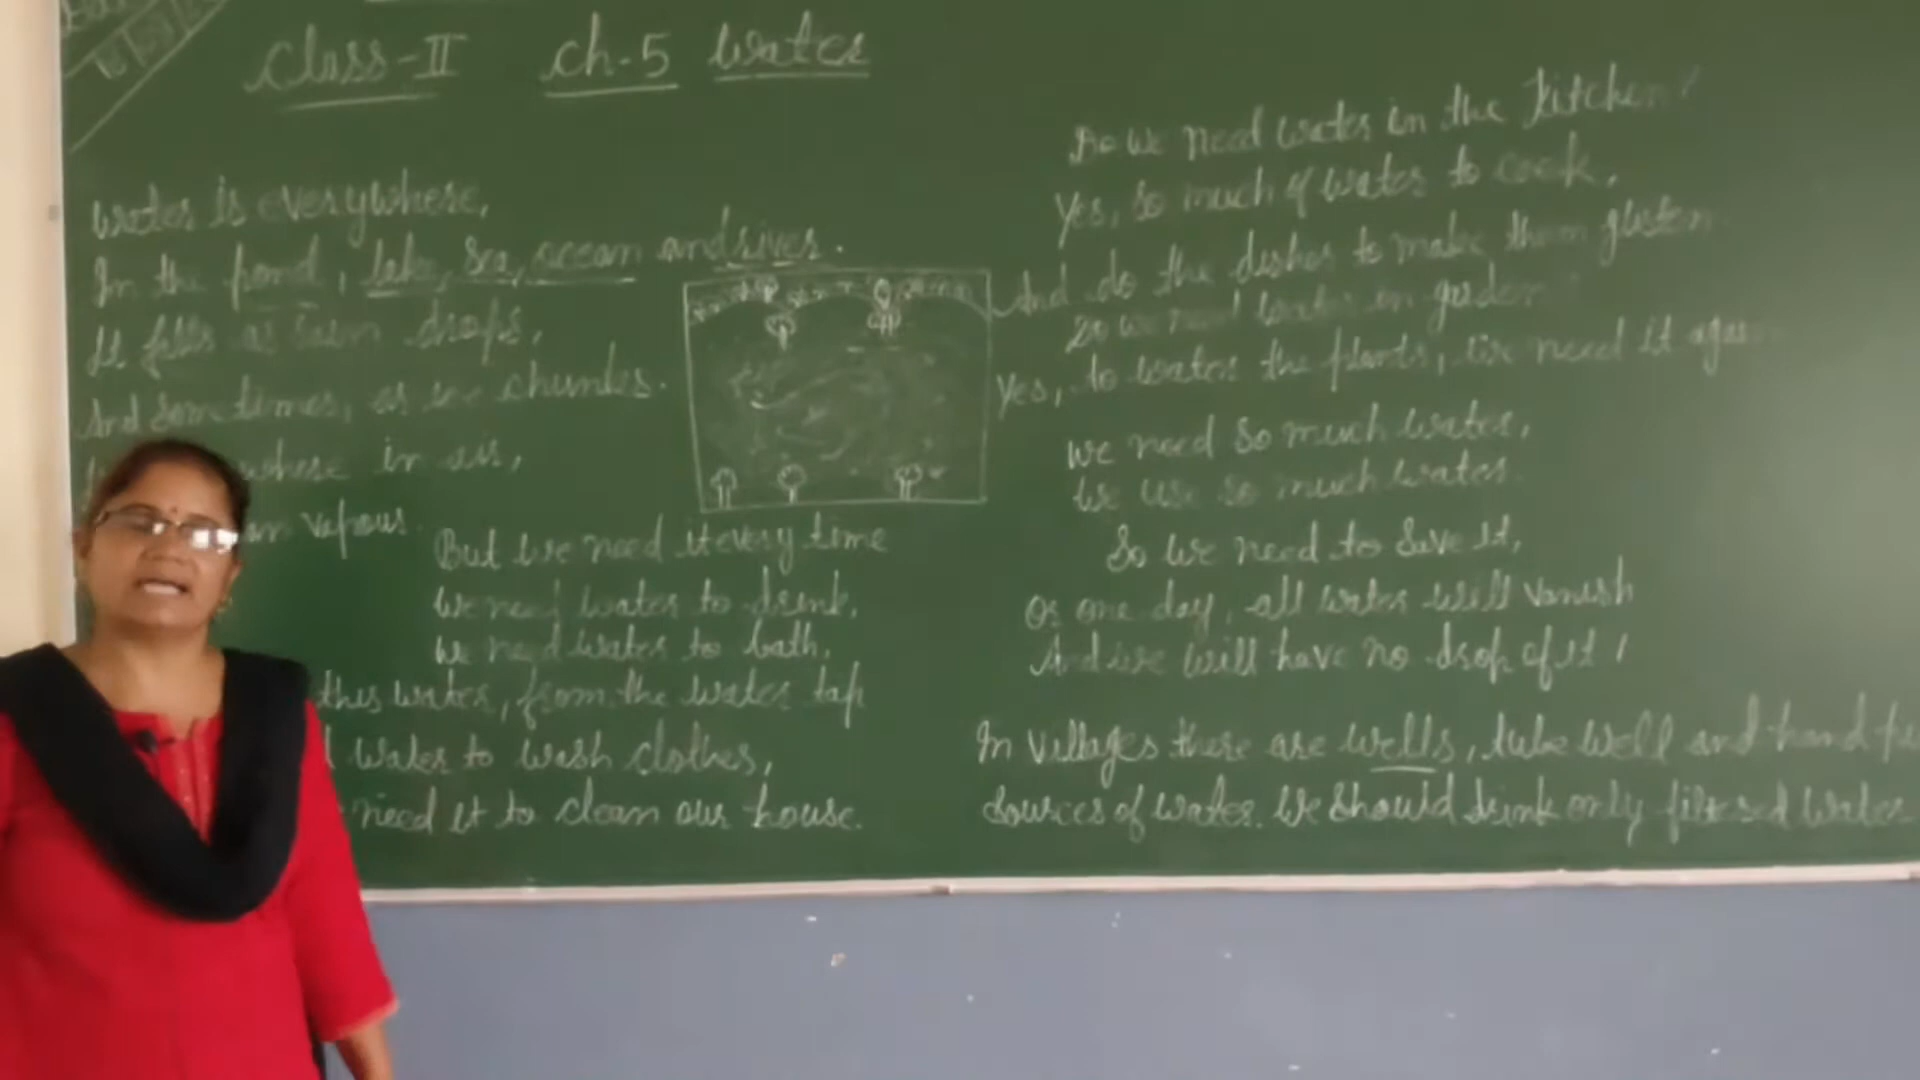 Class-II Ch-5 Water
Water is everywhere,
In the pond, lake, sea, ocean and river.
It falls as rain drops,
And sometimes, as ice chunks.
where in air,
vapour.
But we need it every time
We need water to drink,
We need water to bath,
this water, from the water tap
water to wash clothes,
need it to clean our house.
Do we need water in the kitchen?
Yes, so much of water to cook,
And do the dishes to make them glisten.
Do we need water in
Yes, to water the plants, we need it again
We need so much water,
We use so much water.
So we need to save it,
Or one day, all water will vanish
And we will have no drop of it!
In villages there are wells, tube well and hand
sources of water. We should drink only filtered water